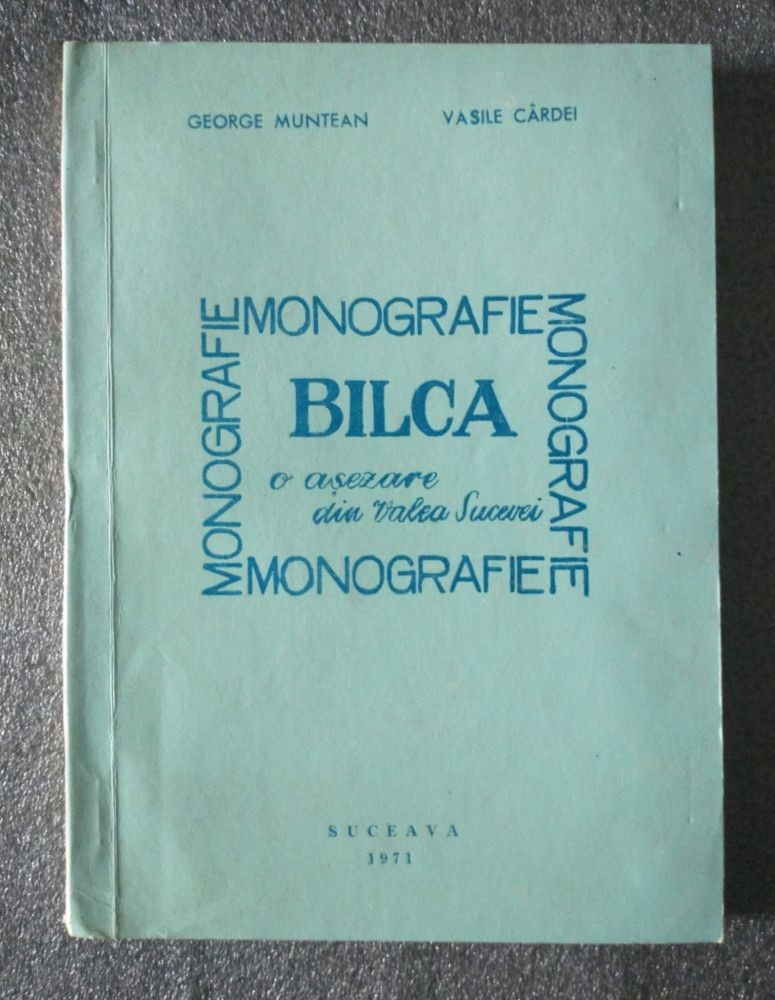 GEORGE MUNTEAN VASILE CÂRDEI
MONOGRAFIE
MONOGRAFIE
MONOGRAFIE
BILCA
o așezare
din Valea Sucevei
MONOGRAFIE
SUCEAVA
1971